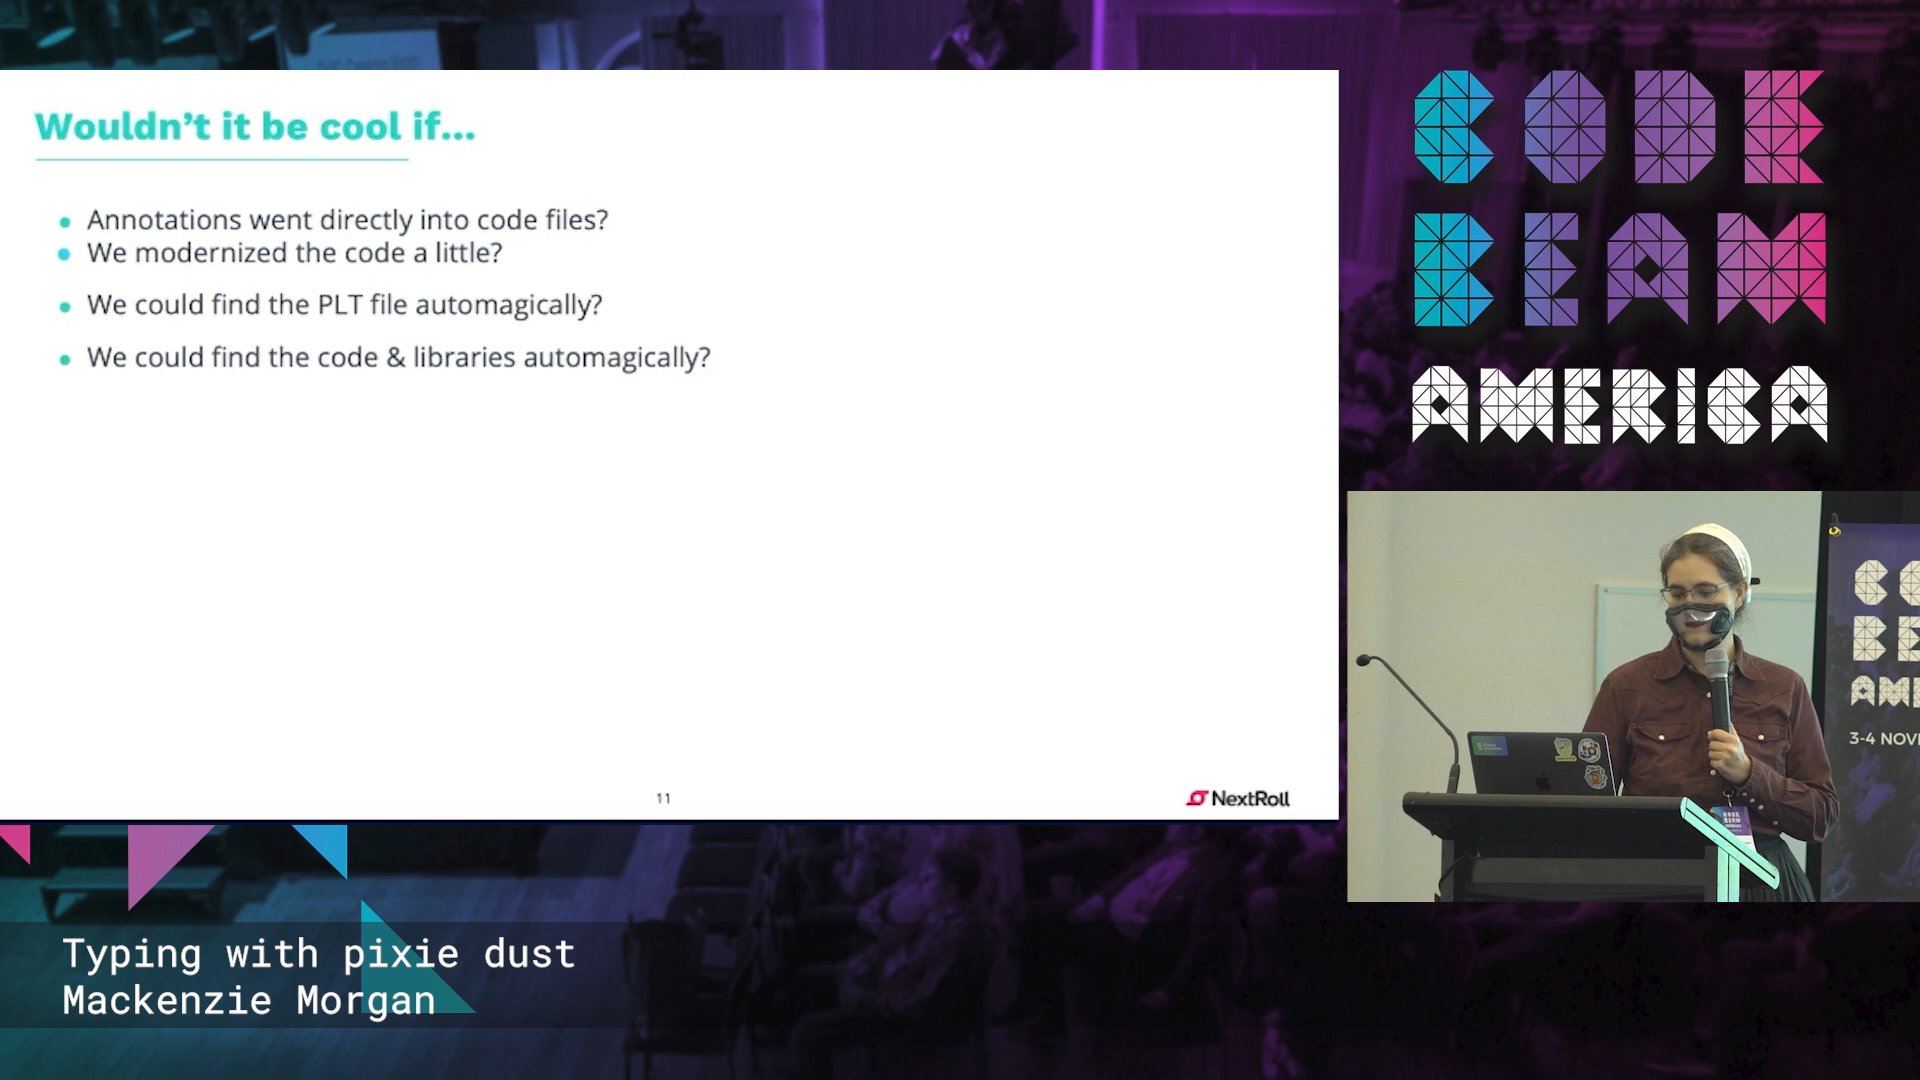 Wouldn't it be cool if...
Annotations went directly into code files?
We modernized the code a little?
We could find the PLT file automagically?
We could find the code & libraries automagically?
11
NextRoll
CODE
BEAM
AMERICA
3-4 NOV
Typing with pixie dust
Mackenzie Morgan